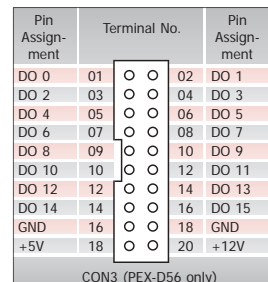 Pin Assign- ment Terminal No. Pin Assign- ment
DO 0 01 02 DO 1
DO 2 03 04 DO 3
DO 4 05 06 DO 5
DO 6 07 08 DO 7
DO 8 09 10 DO 9
DO 10 10 12 DO 11
DO 12 12 14 DO 13
DO 14 14 16 DO 15
GND 16 18 GND
+5V 18 20 +12V
CON3 (PEX-D56 only)